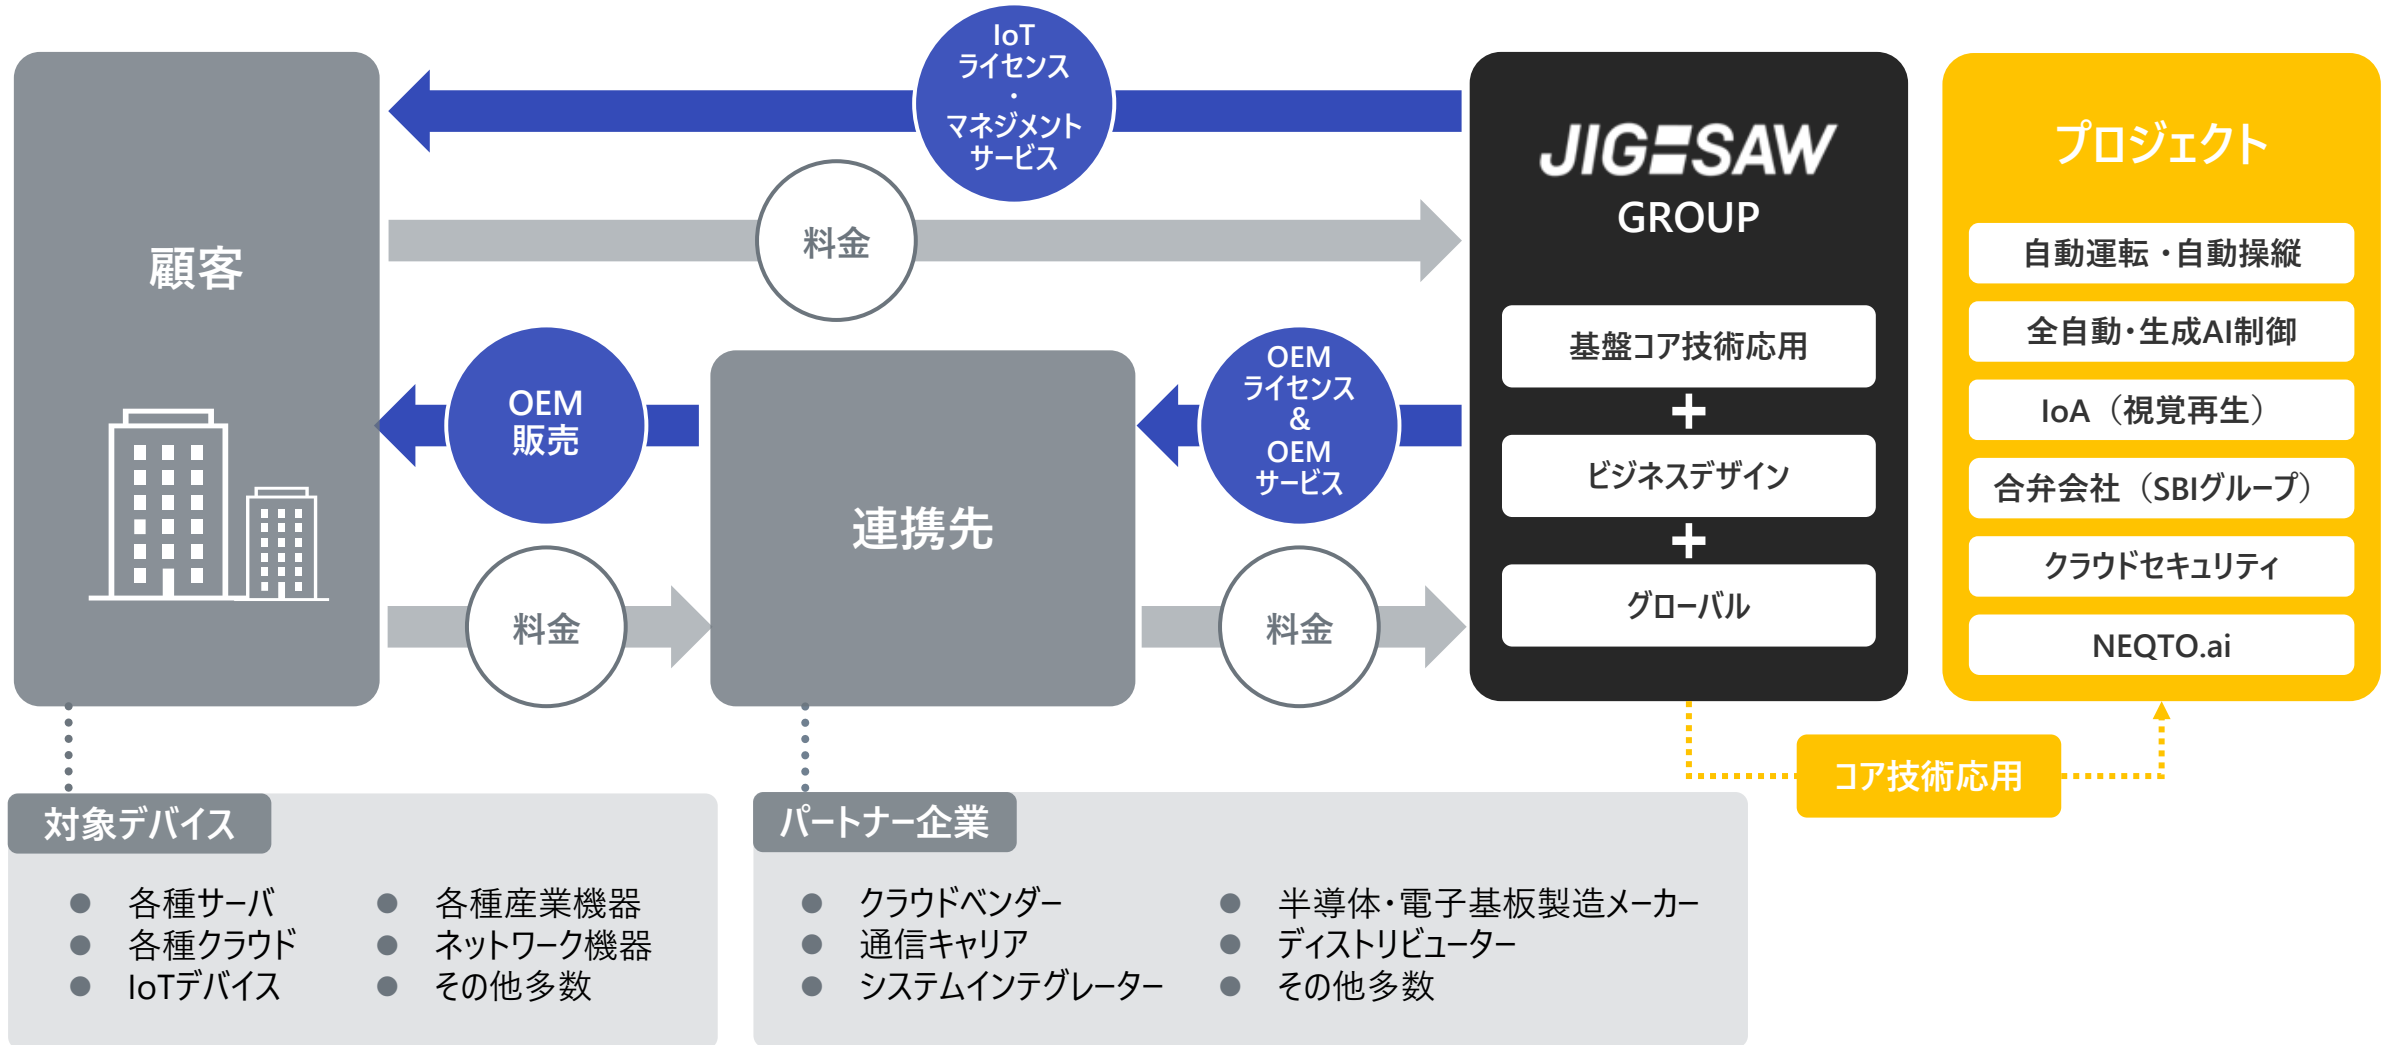 IoT
ライセンス
・
マネジメント
サービス
料金
顧客
OEM
販売
料金
連携先
OEM
ライセンス
&
OEM
サービス
料金
JIG-SAW
GROUP
基盤コア技術応用
+
ビジネスデザイン
+
グローバル
プロジェクト
自動運転・自動操縦
全自動・生成AI制御
IoA（視覚再生）
合弁会社（SBIグループ）
クラウドセキュリティ
NEQTO.ai
コア技術応用
対象デバイス
各種サーバ
各種クラウド
IoTデバイス
各種産業機器
ネットワーク機器
その他多数
パートナー企業
クラウドベンダー
通信キャリア
システムインテグレーター
半導体・電子基板製造メーカー
ディストリビューター
その他多数